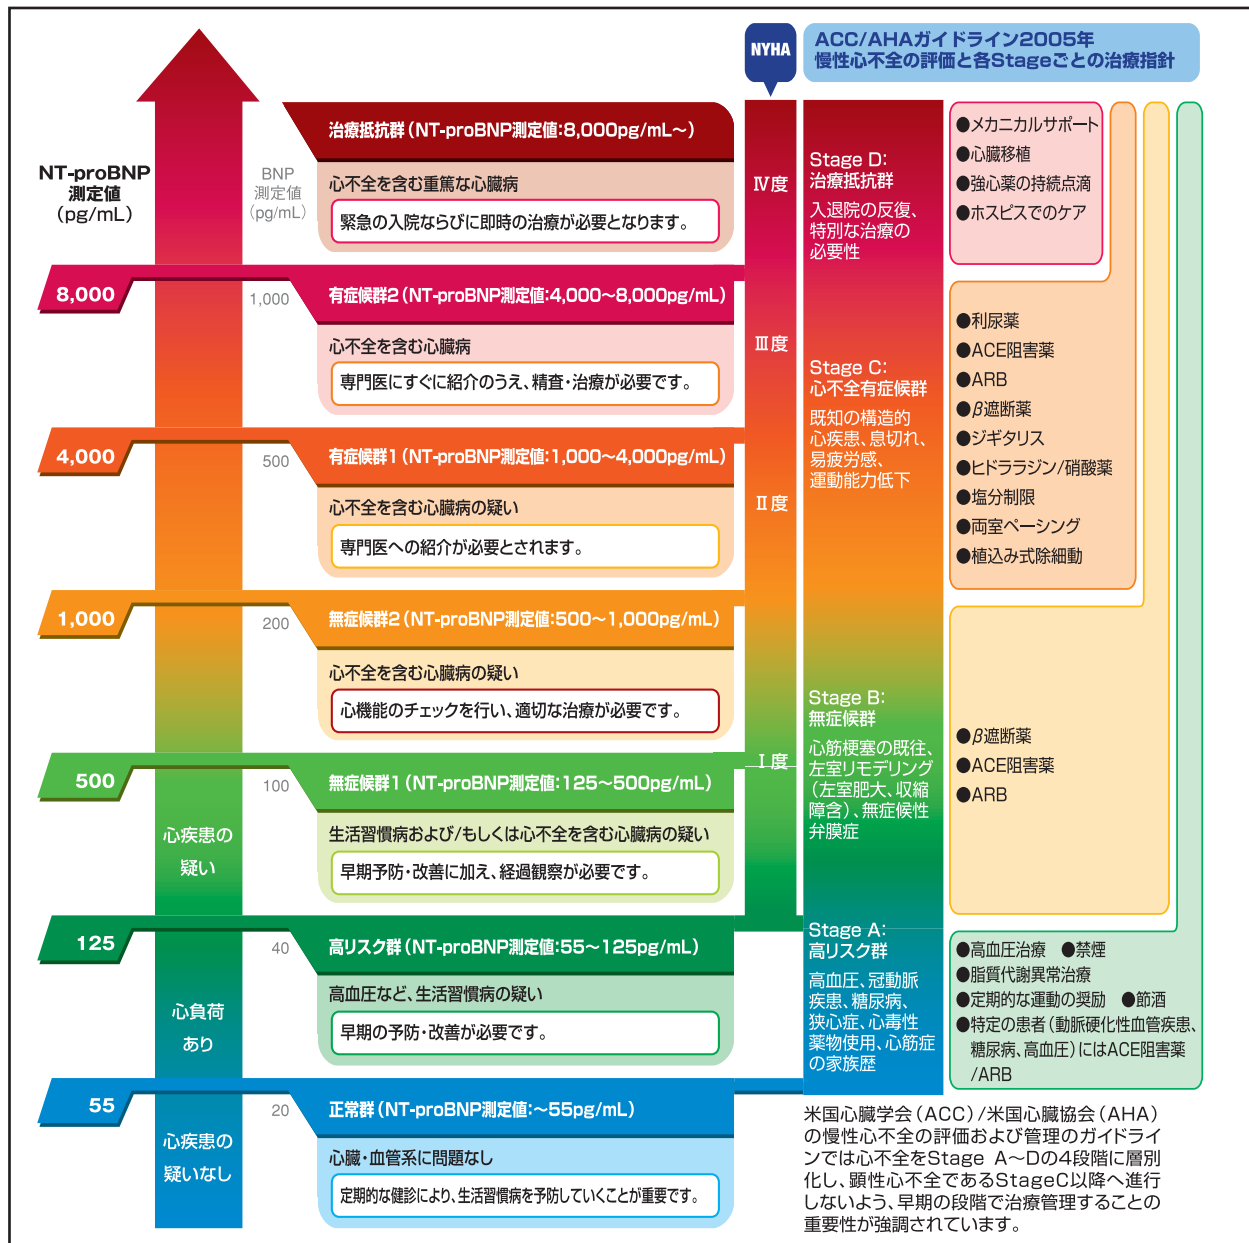 NYHA
ACC/AHAガイドライン2005年
慢性心不全の評価と各Stageごとの治療指針
NT-proBNP
測定値
(pg/mL)
BNP
測定値
(pg/mL)
治療抵抗群(NT-proBNP測定値:8,000pg/mL〜)
心不全を含む重篤な心臓病
緊急の入院ならびに即時の治療が必要となります。
8,000
1,000
有症候群2(NT-proBNP測定値:4,000〜8,000pg/mL)
心不全を含む心臓病
専門医にすぐに紹介のうえ、精査・治療が必要です。
4,000
500
有症候群1(NT-proBNP測定値:1,000〜4,000pg/mL)
心不全を含む心臓病の疑い
専門医への紹介が必要とされます。
1,000
200
無症候群2(NT-proBNP測定値:500〜1,000pg/mL)
心不全を含む心臓病の疑い
心機能のチェックを行い、適切な治療が必要です。
500
100
無症候群1(NT-proBNP測定値:125〜500pg/mL)
生活習慣病および/もしくは心不全を含む心臓病の疑い
早期予防・改善に加え、経過観察が必要です。
心疾患の
疑い
125
40
高リスク群(NT-proBNP測定値:55〜125pg/mL)
高血圧など、生活習慣病の疑い
早期の予防・改善が必要です。
心負荷
あり
55
20
正常群(NT-proBNP測定値:〜55pg/mL)
心臓・血管系に問題なし
定期的な健診により、生活習慣病を予防していくことが重要です。
心疾患の
疑いなし
Ⅳ度
Ⅲ度
Ⅱ度
Ⅰ度
Stage D:
治療抵抗群
入退院の反復、
特別な治療の
必要性
Stage C:
心不全有症候群
既知の構造的
心疾患、息切れ、
易疲労感、
運動能力低下
Stage B:
無症候群
心筋梗塞の既往、
左室リモデリング
(左室肥大、収縮
障含)、無症候性
弁膜症
Stage A:
高リスク群
高血圧、冠動脈
疾患、糖尿病、
狭心症、心毒性
薬物使用、心筋症
の家族歴
●メカニカルサポート
●心臓移植
●強心薬の持続点滴
●ホスピスでのケア
●利尿薬
●ACE阻害薬
●ARB
●β遮断薬
●ジギタリス
●ヒドララジン/硝酸薬
●塩分制限
●両室ペーシング
●植込み式除細動
●β遮断薬
●ACE阻害薬
●ARB
●高血圧治療 ●禁煙
●脂質代謝異常治療
●定期的な運動の奨励 ●節酒
●特定の患者(動脈硬化性血管疾患、
糖尿病、高血圧)にはACE阻害薬
/ARB
米国心臓学会(ACC)/米国心臓協会(AHA)
の慢性心不全の評価および管理のガイドライ
ンでは心不全をStage A〜Dの4段階に層別
化し、顕性心不全であるStageC以降へ進行
しないよう、早期の段階で治療管理することの
重要性が強調されています。